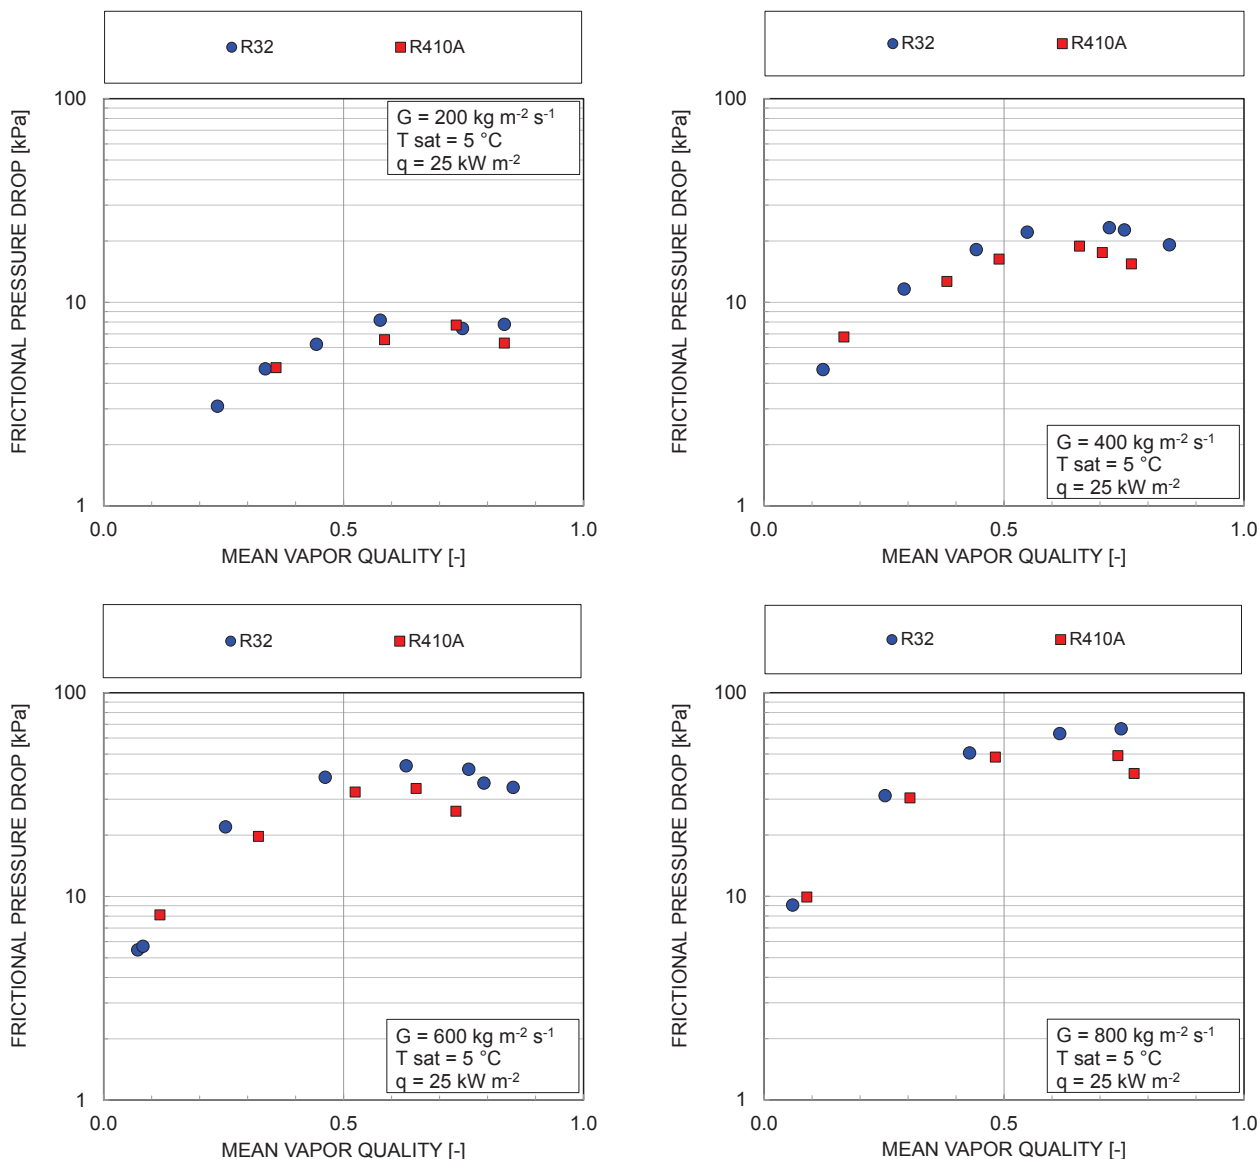 R32 R410A
100
G = 200 kg m⁻² s⁻¹
T sat = 5 °C
q = 25 kW m⁻²
10
1
FRICTIONAL PRESSURE DROP [kPa]
0.0 0.5 1.0
MEAN VAPOR QUALITY [-]
R32 R410A
100
10
G = 400 kg m⁻² s⁻¹
T sat = 5 °C
q = 25 kW m⁻²
1
FRICTIONAL PRESSURE DROP [kPa]
0.0 0.5 1.0
MEAN VAPOR QUALITY [-]
R32 R410A
100
10
G = 600 kg m⁻² s⁻¹
T sat = 5 °C
q = 25 kW m⁻²
1
FRICTIONAL PRESSURE DROP [kPa]
0.0 0.5 1.0
MEAN VAPOR QUALITY [-]
R32 R410A
100
10
G = 800 kg m⁻² s⁻¹
T sat = 5 °C
q = 25 kW m⁻²
1
FRICTIONAL PRESSURE DROP [kPa]
0.0 0.5 1.0
MEAN VAPOR QUALITY [-]